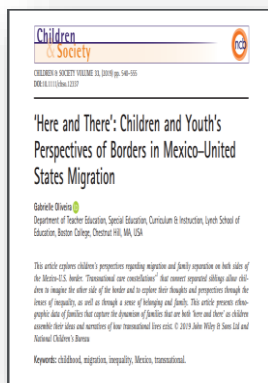 Children
& Society
ncb
CHILDREN & SOCIETY VOLUME 33, (2019) pp. 540–555
DOI:10.1111/chso.12337
'Here and There': Children and Youth's
Perspectives of Borders in Mexico–United
States Migration
Gabrielle Oliveira
Department of Teacher Education, Special Education, Curriculum & Instruction, Lynch School of
Education, Boston College, Chestnut Hill, MA, USA
This article explores children's perspectives regarding migration and family separation on both sides of
the Mexico-U.S. border. 'Transnational care constellations' that connect separated siblings allow chil-
dren to imagine the other side of the border and to explore their thoughts and perspectives through the
lenses of inequality, as well as through a sense of belonging and family. This article presents ethno-
graphic data of families that capture the dynamism of families that are both 'here and there' as children
assemble their ideas and narratives of how transnational lives exist. © 2019 John Wiley & Sons Ltd and
National Children's Bureau
Keywords: childhood, migration, inequality, Mexico, transnational.